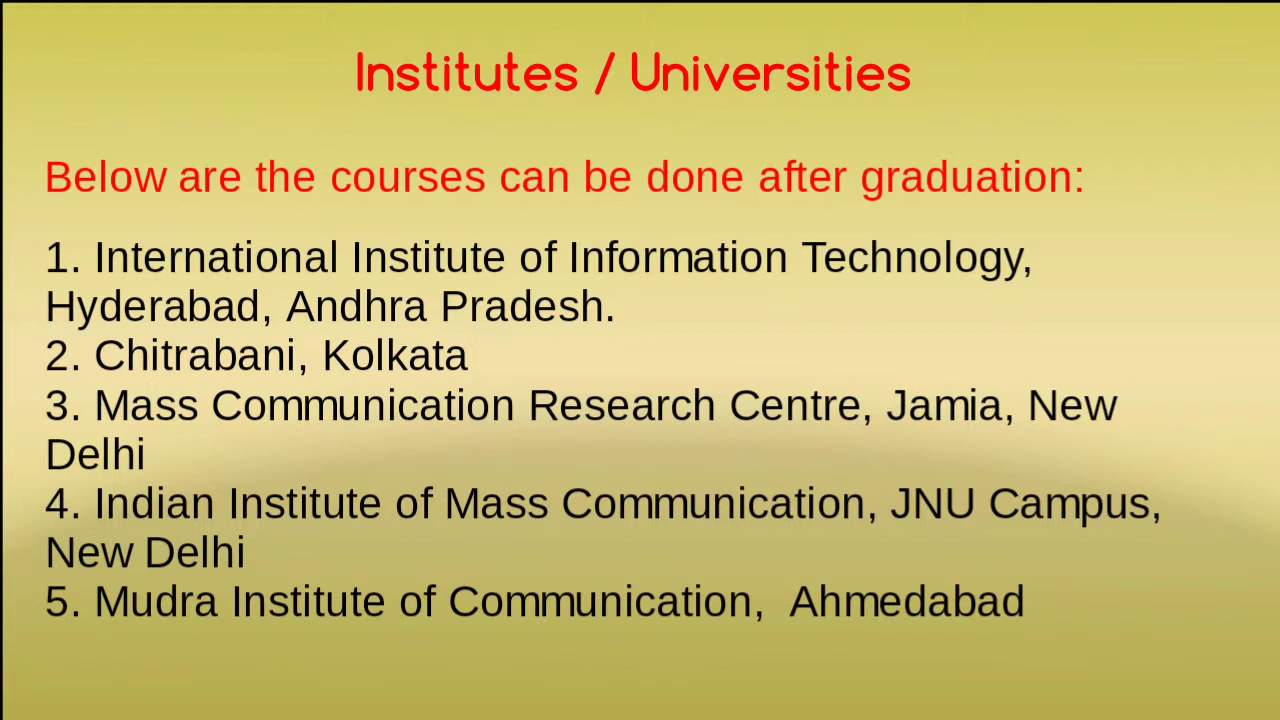 Institutes / Universities
Below are the courses can be done after graduation:
1. International Institute of Information Technology,
Hyderabad, Andhra Pradesh.
2. Chitrabani, Kolkata
3. Mass Communication Research Centre, Jamia, New
Delhi
4. Indian Institute of Mass Communication, JNU Campus,
New Delhi
5. Mudra Institute of Communication,  Ahmedabad